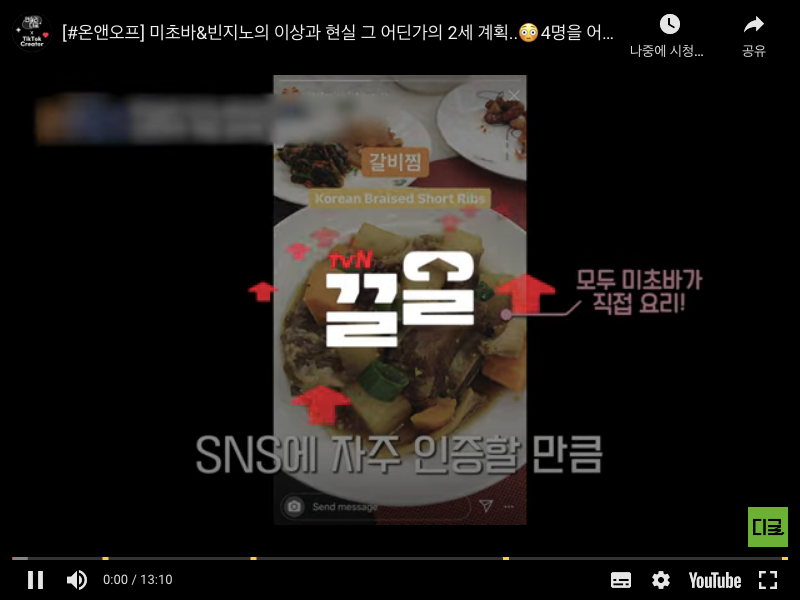 [#온앤오프] 미초바&빈지노의 이상과 현실 그 어딘가의 2세 계획..😳4명을 어...
나중에 시청...
공유
TikTok
Creator
갈비찜
Korean Braised Short Ribs
tvN
끌올
모두 미초바가
직접 요리!
SNS에 자주 인증할 만큼
Send message
디글
0:00 / 13:10
YouTube